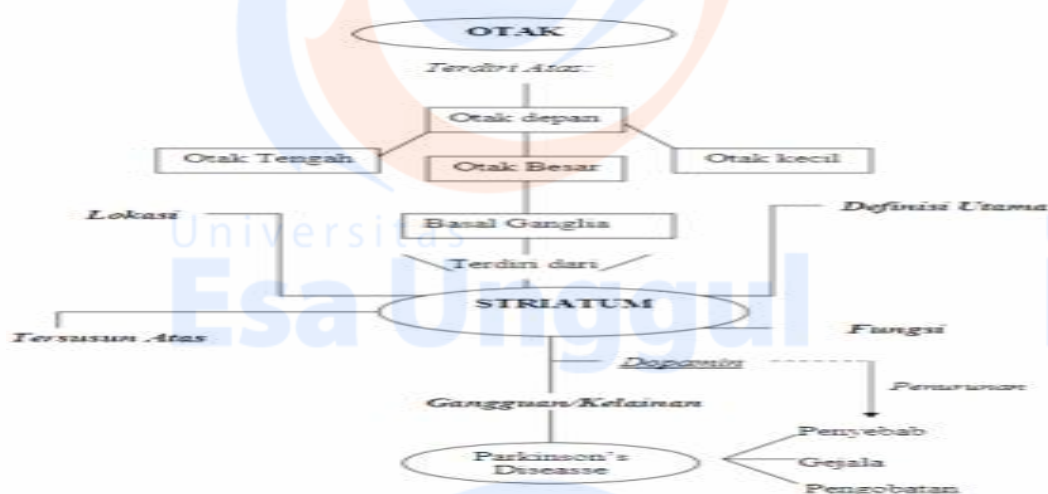 OTAK
Terdiri Atas:
Otak depan
Otak Tengah
Otak Besar
Otak kecil
Lokasi
Definisi Utama
Basal Ganglia
Universitas
Esa Unggul
Terdiri dari
STRIATUM
Tersusun Atas
Fungsi
Dopamin
Penurunan
Gangguan/Kelainan
Penyebab
Parkinson's
Diseasse
Gejala
Pengobatan